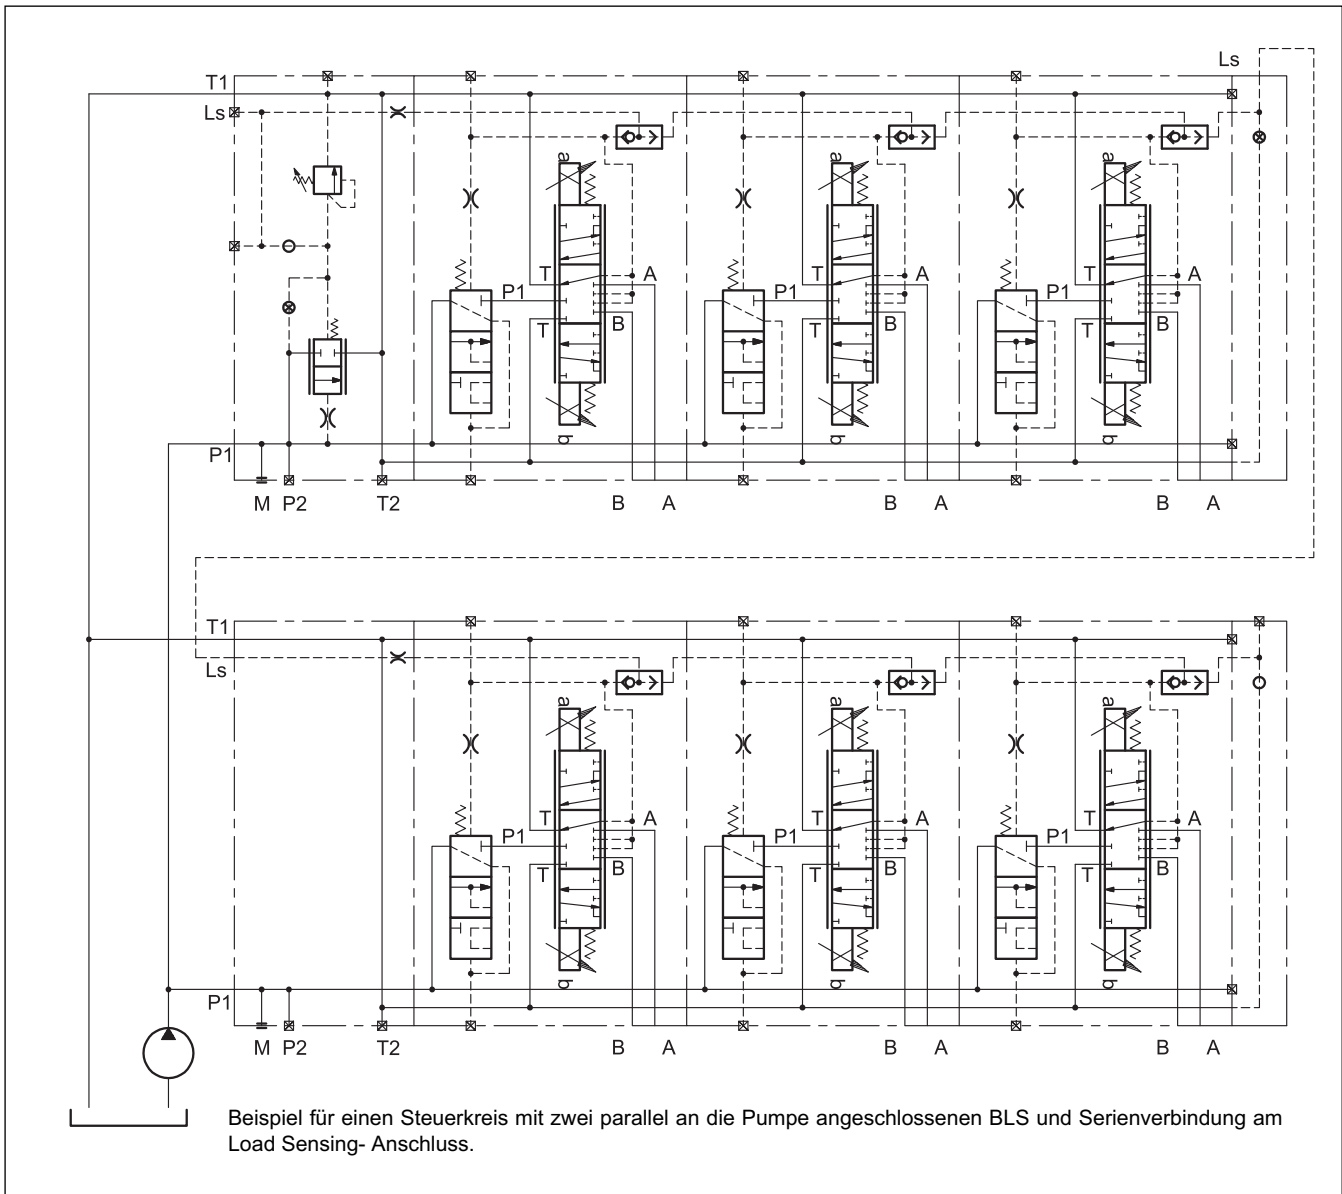 Ls
T1
Ls
a a a
T A T A T A
P1 P1 P1
T B T B T B
b b b
P1
M P2 T2 B A B A B A
T1
Ls
a a a
T A T A T A
P1 P1 P1
T B T B T B
b b b
P1
M P2 T2 B A B A B A
Beispiel für einen Steuerkreis mit zwei parallel an die Pumpe angeschlossenen BLS und Serienverbindung am
Load Sensing- Anschluss.